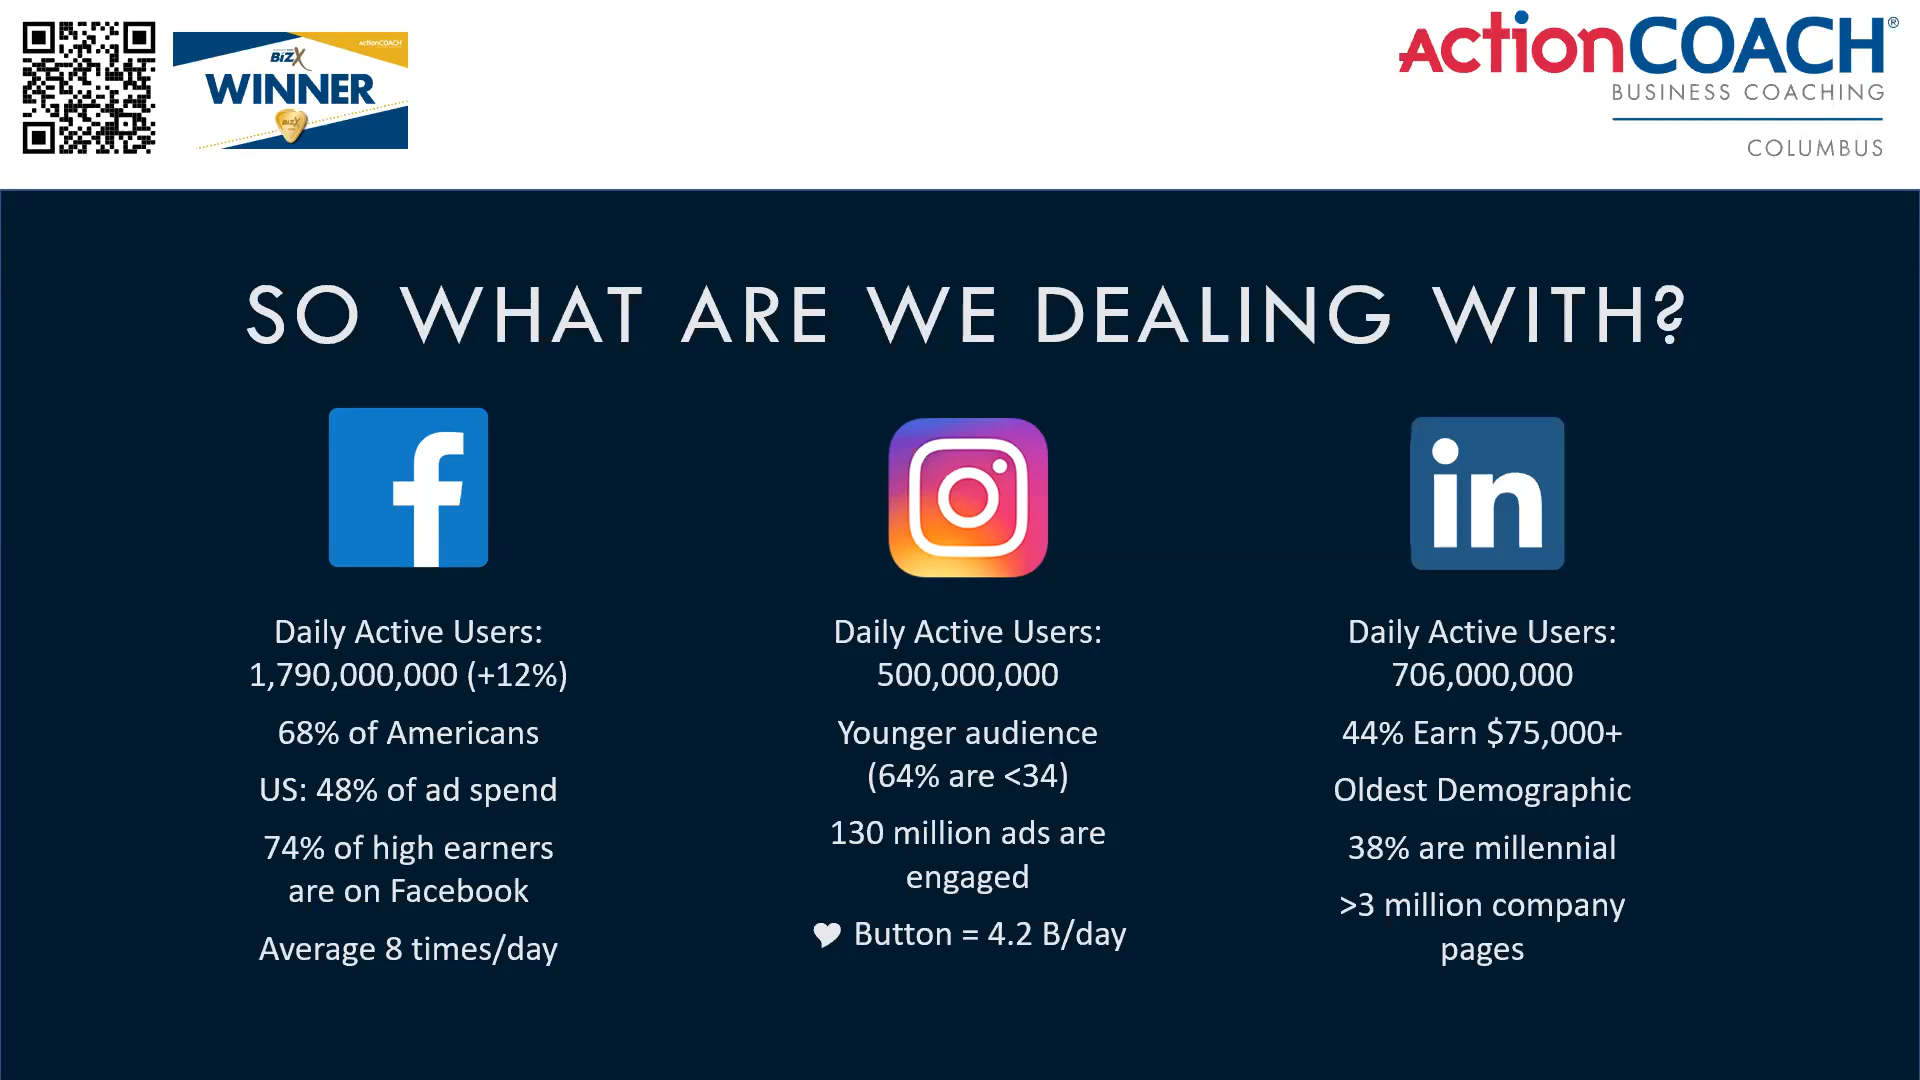 actionCOACH
BizX
WINNER
BizX
ActionCOACH®
BUSINESS COACHING
COLUMBUS
SO WHAT ARE WE DEALING WITH?
f
in
Daily Active Users:
1,790,000,000 (+12%)
68% of Americans
US: 48% of ad spend
74% of high earners
are on Facebook
Average 8 times/day
Daily Active Users:
500,000,000
Younger audience
(64% are <34)
130 million ads are
engaged
Button = 4.2 B/day
Daily Active Users:
706,000,000
44% Earn $75,000+
Oldest Demographic
38% are millennial
>3 million company
pages